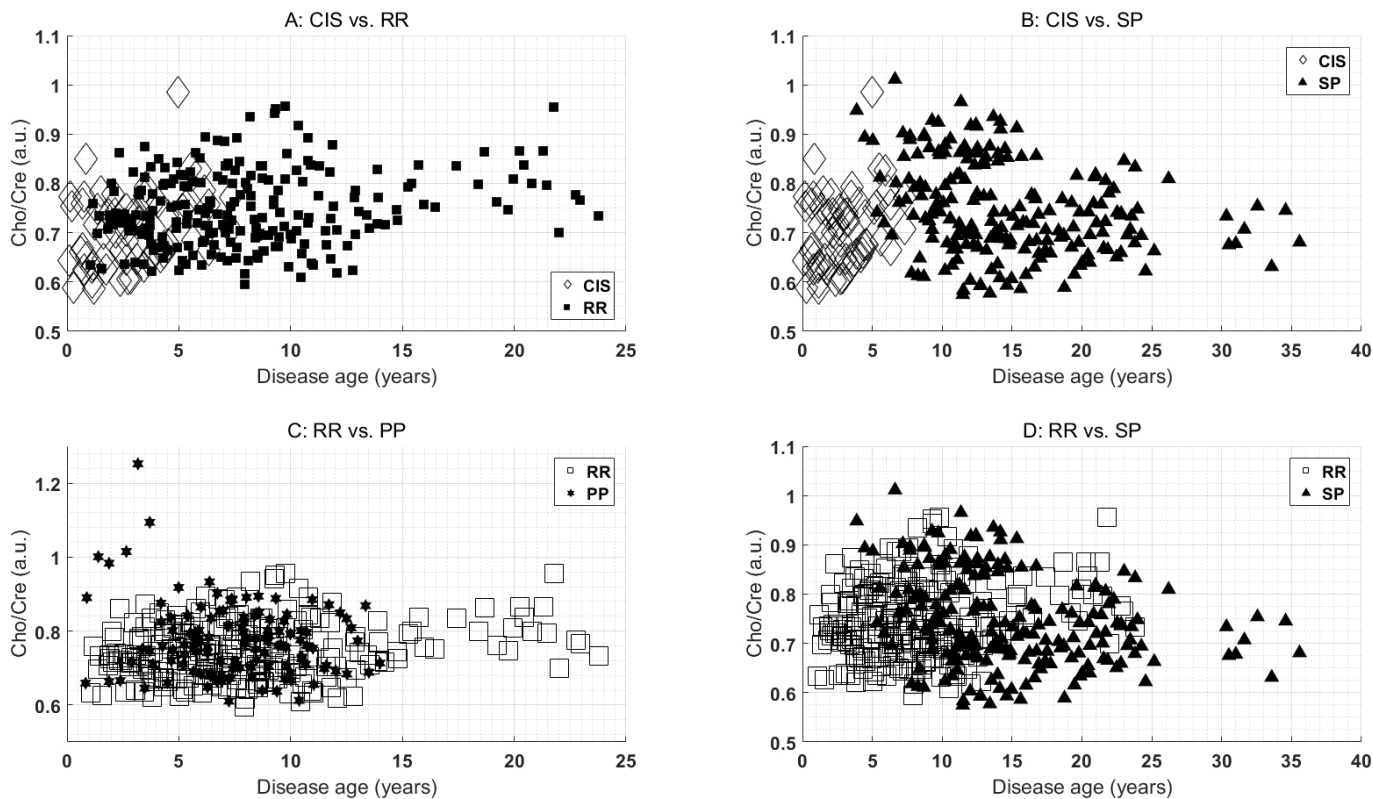 A: CIS vs. RR
1.1
1
0.9
0.8
0.7
0.6
0.5
Cho/Cre (a.u.)
CIS
RR
0 5 10 15 20 25
Disease age (years)
B: CIS vs. SP
1.1
1
0.9
0.8
0.7
0.6
0.5
Cho/Cre (a.u.)
CIS
SP
0 5 10 15 20 25 30 35 40
Disease age (years)
C: RR vs. PP
1.2
1
0.8
0.6
Cho/Cre (a.u.)
RR
PP
0 5 10 15 20 25
Disease age (years)
D: RR vs. SP
1.1
1
0.9
0.8
0.7
0.6
0.5
Cho/Cre (a.u.)
RR
SP
0 5 10 15 20 25 30 35 40
Disease age (years)